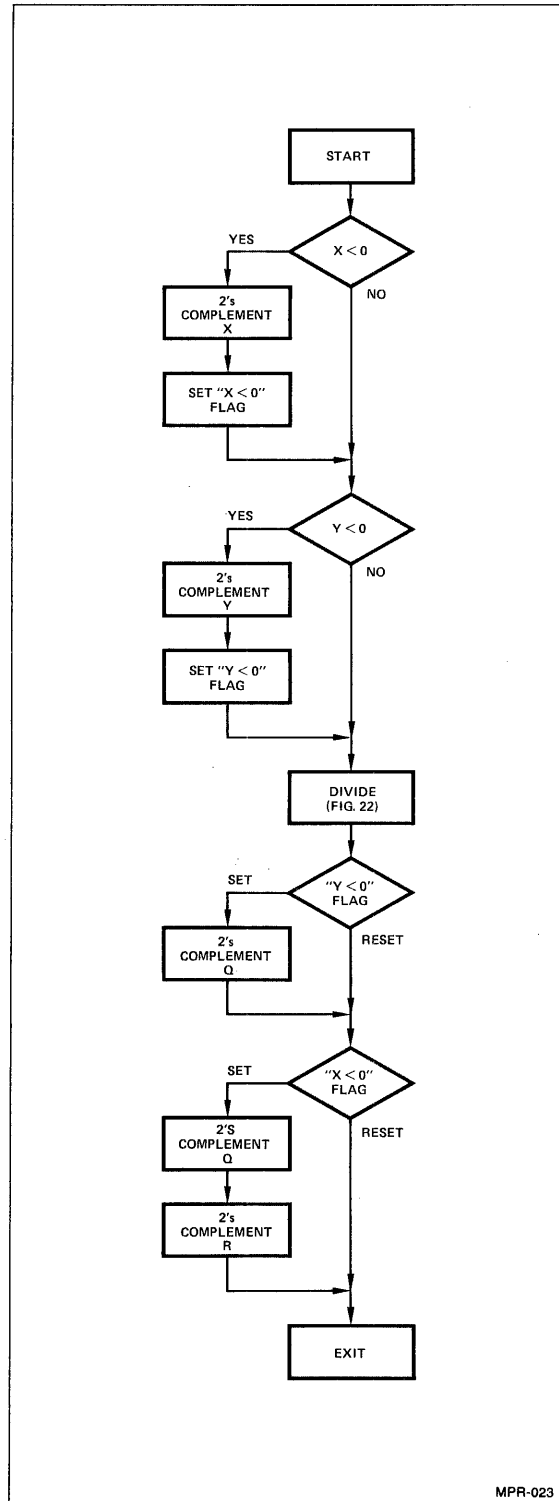 START
X < 0
YES
NO
2's
COMPLEMENT
X
SET "X < 0"
FLAG
Y < 0
YES
NO
2's
COMPLEMENT
Y
SET "Y < 0"
FLAG
DIVIDE
(FIG. 22)
"Y < 0"
FLAG
SET
RESET
2's
COMPLEMENT
Q
"X < 0"
FLAG
SET
RESET
2'S
COMPLEMENT
Q
2's
COMPLEMENT
R
EXIT
MPR-023